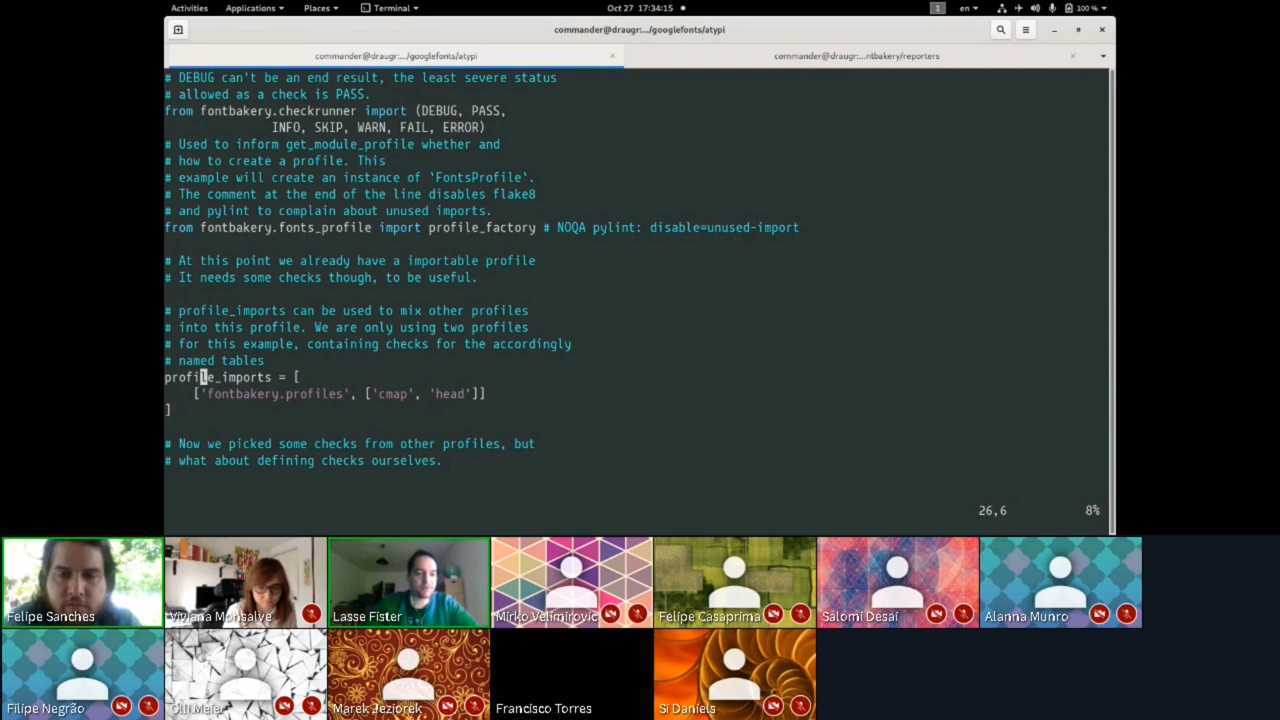 Activities Applications Places Terminal Oct 27 17:34:15 1 en 100 %
commander@draugr:.../googlefonts/atypi
commander@draugr:.../googlefonts/atypi commander@draugr:...ntbakery/reporters
# DEBUG can't be an end result, the least severe status
# allowed as a check is PASS.
from fontbakery.checkrunner import (DEBUG, PASS,
INFO, SKIP, WARN, FAIL, ERROR)
# Used to inform get_module_profile whether and
# how to create a profile. This
# example will create an instance of `FontsProfile`.
# The comment at the end of the line disables flake8
# and pylint to complain about unused imports.
from fontbakery.fonts_profile import profile_factory # NOQA pylint: disable=unused-import
# At this point we already have a importable profile
# It needs some checks though, to be useful.
# profile_imports can be used to mix other profiles
# into this profile. We are only using two profiles
# for this example, containing checks for the accordingly
# named tables
profile_imports = [
['fontbakery.profiles', ['cmap', 'head']]
]
# Now we picked some checks from other profiles, but
# what about defining checks ourselves.
26,6 8%
Felipe Sanches Viviana Monsalve Lasse Fister Mirko Velimirovic Felipe Casaprima Salomi Desai Alanna Munro
Filipe Negrão Olli Meier Marek Jeziorek Francisco Torres Si Daniels